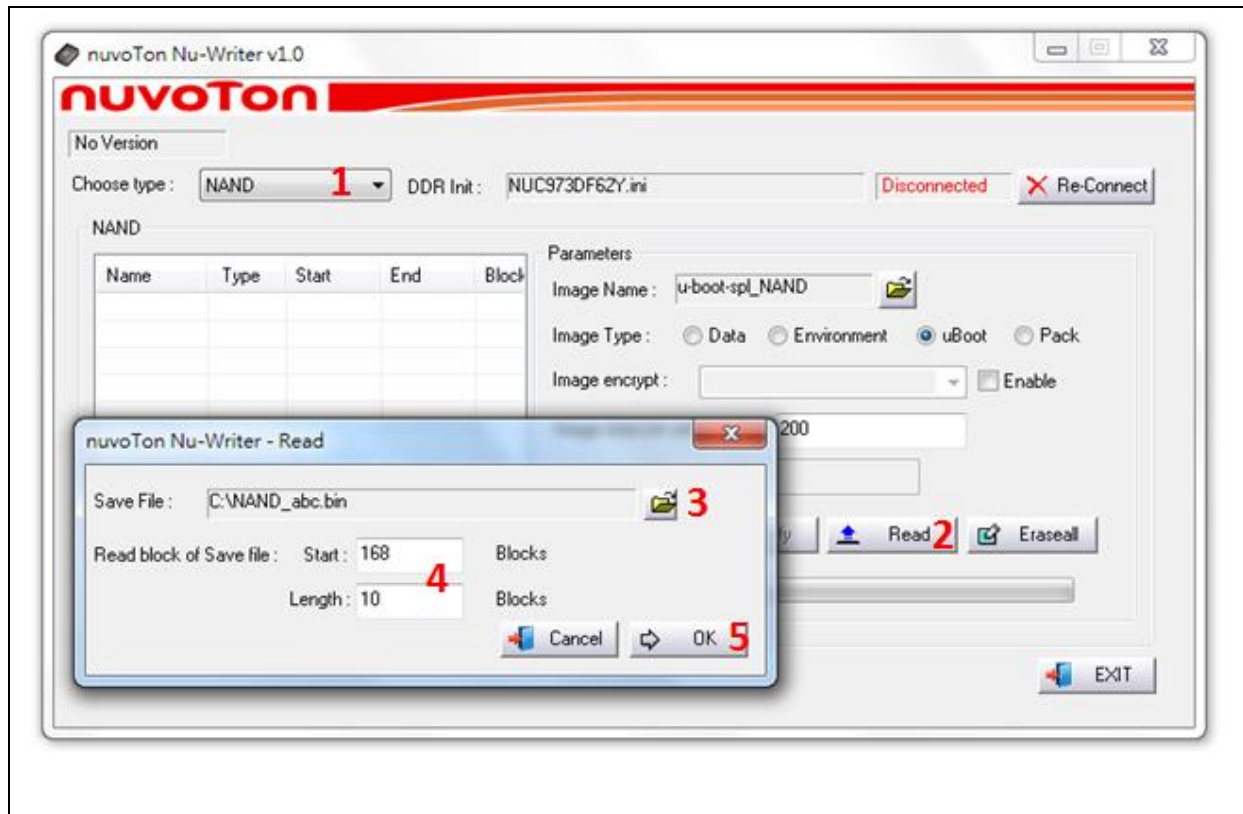 nuvoTon Nu-Writer v1.0
nuvoTon
No Version
Choose type : NAND 1 DDR Init : NUC973DF62Y.ini Disconnected Re-Connect
NAND
Name Type Start End Block
Parameters
Image Name : u-boot-spl_NAND
Image Type : Data Environment uBoot Pack
Image encrypt : Enable
200
Read 2 Eraseall
nuvoTon Nu-Writer - Read
Save File : C:\NAND_abc.bin 3
Read block of Save file : Start : 168 Blocks
4
Length : 10 Blocks
Cancel OK 5
EXIT